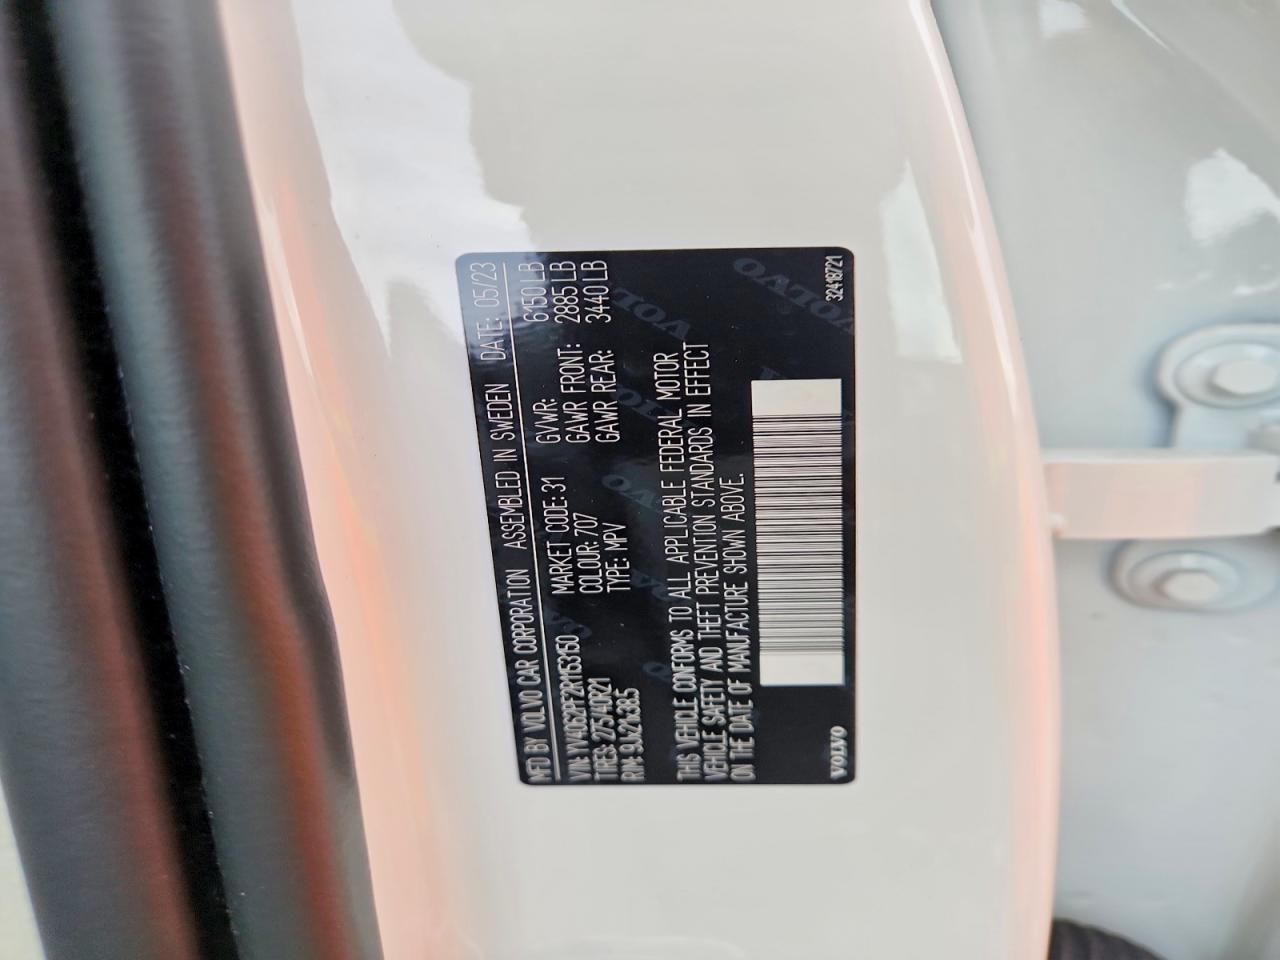 MFD BY VOLVO CAR CORPORATION ASSEMBLED IN SWEDEN DATE: 05/23
VIN: YV4062PF2R1153150 MARKET CODE: 31 GVWR: 6150 LB
TIRES: 275/40R21 COLOUR: 707 GAWR FRONT: 2885 LB
RIM: 9Jx21x38.5 TYPE: MPV GAWR REAR: 3440 LB
THIS VEHICLE CONFORMS TO ALL APPLICABLE FEDERAL MOTOR
VEHICLE SAFETY AND THEFT PREVENTION STANDARDS IN EFFECT
ON THE DATE OF MANUFACTURE SHOWN ABOVE.
VOLVO 32418721